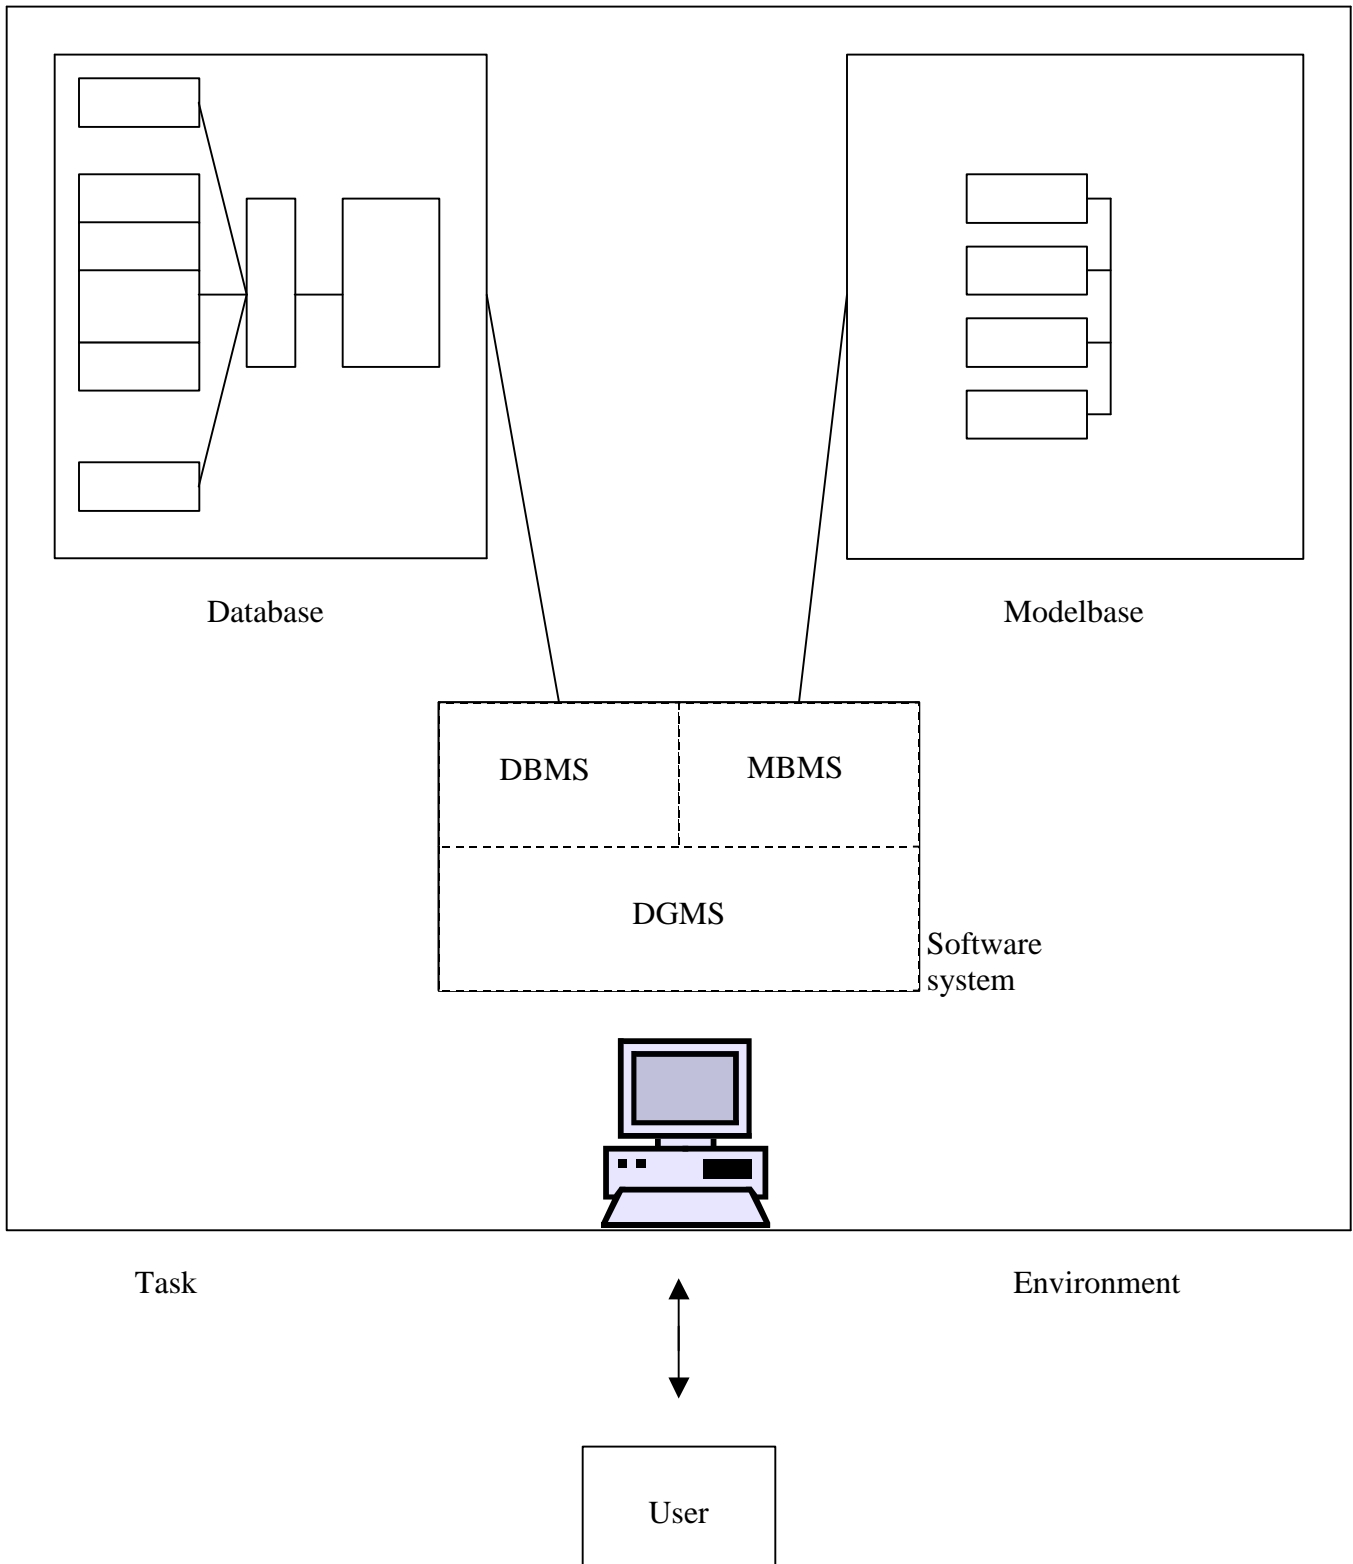 Database
Modelbase
DBMS
MBMS
DGMS
Software
system
Task
Environment
User